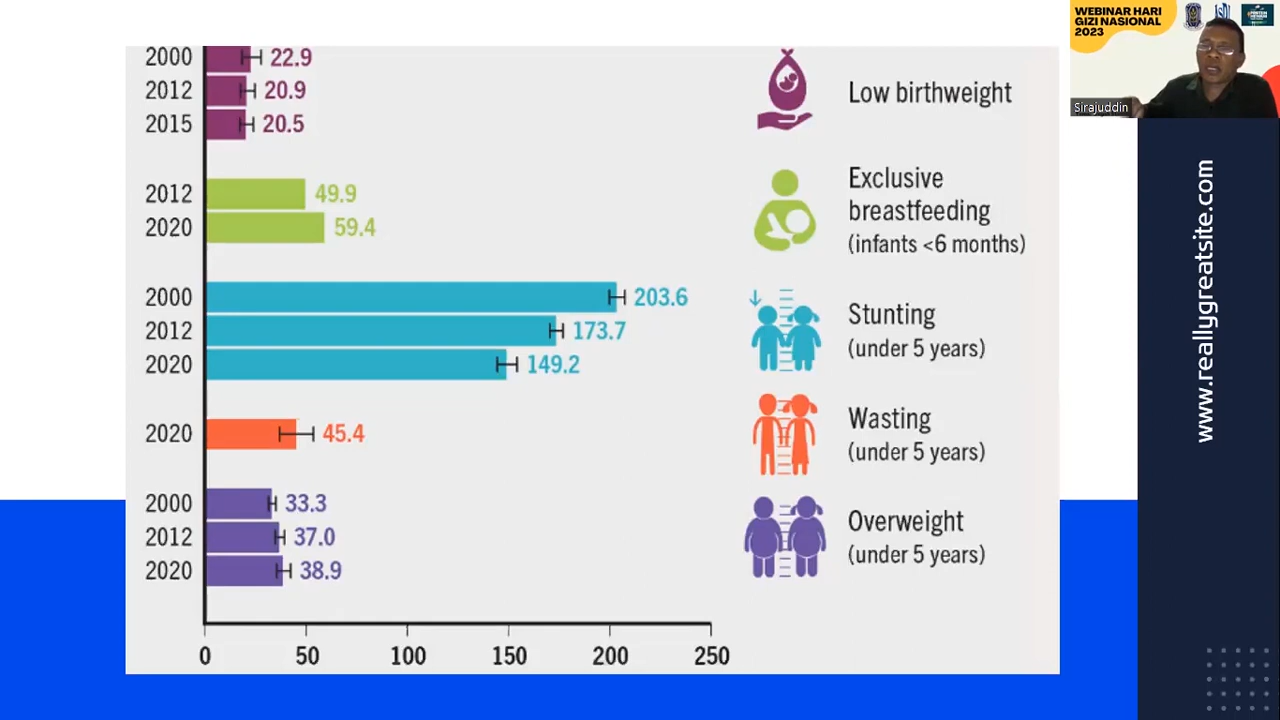 2000 22.9
2012 20.9
2015 20.5
Low birthweight
2012 49.9
2020 59.4
Exclusive
breastfeeding
(infants <6 months)
2000 203.6
2012 173.7
2020 149.2
Stunting
(under 5 years)
2020 45.4
Wasting
(under 5 years)
2000 33.3
2012 37.0
2020 38.9
Overweight
(under 5 years)
0 50 100 150 200 250
WEBINAR HARI
GIZI NASIONAL
2023
Sirajuddin
www.reallygreatsite.com